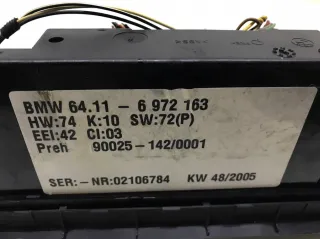 BMW 64.11 - 6 972 163
HW:74 K:10 SW:72(P)
EEI:42 CI:03
Preh 90025-142/0001
SER:-NR:02106784 KW 48/2005